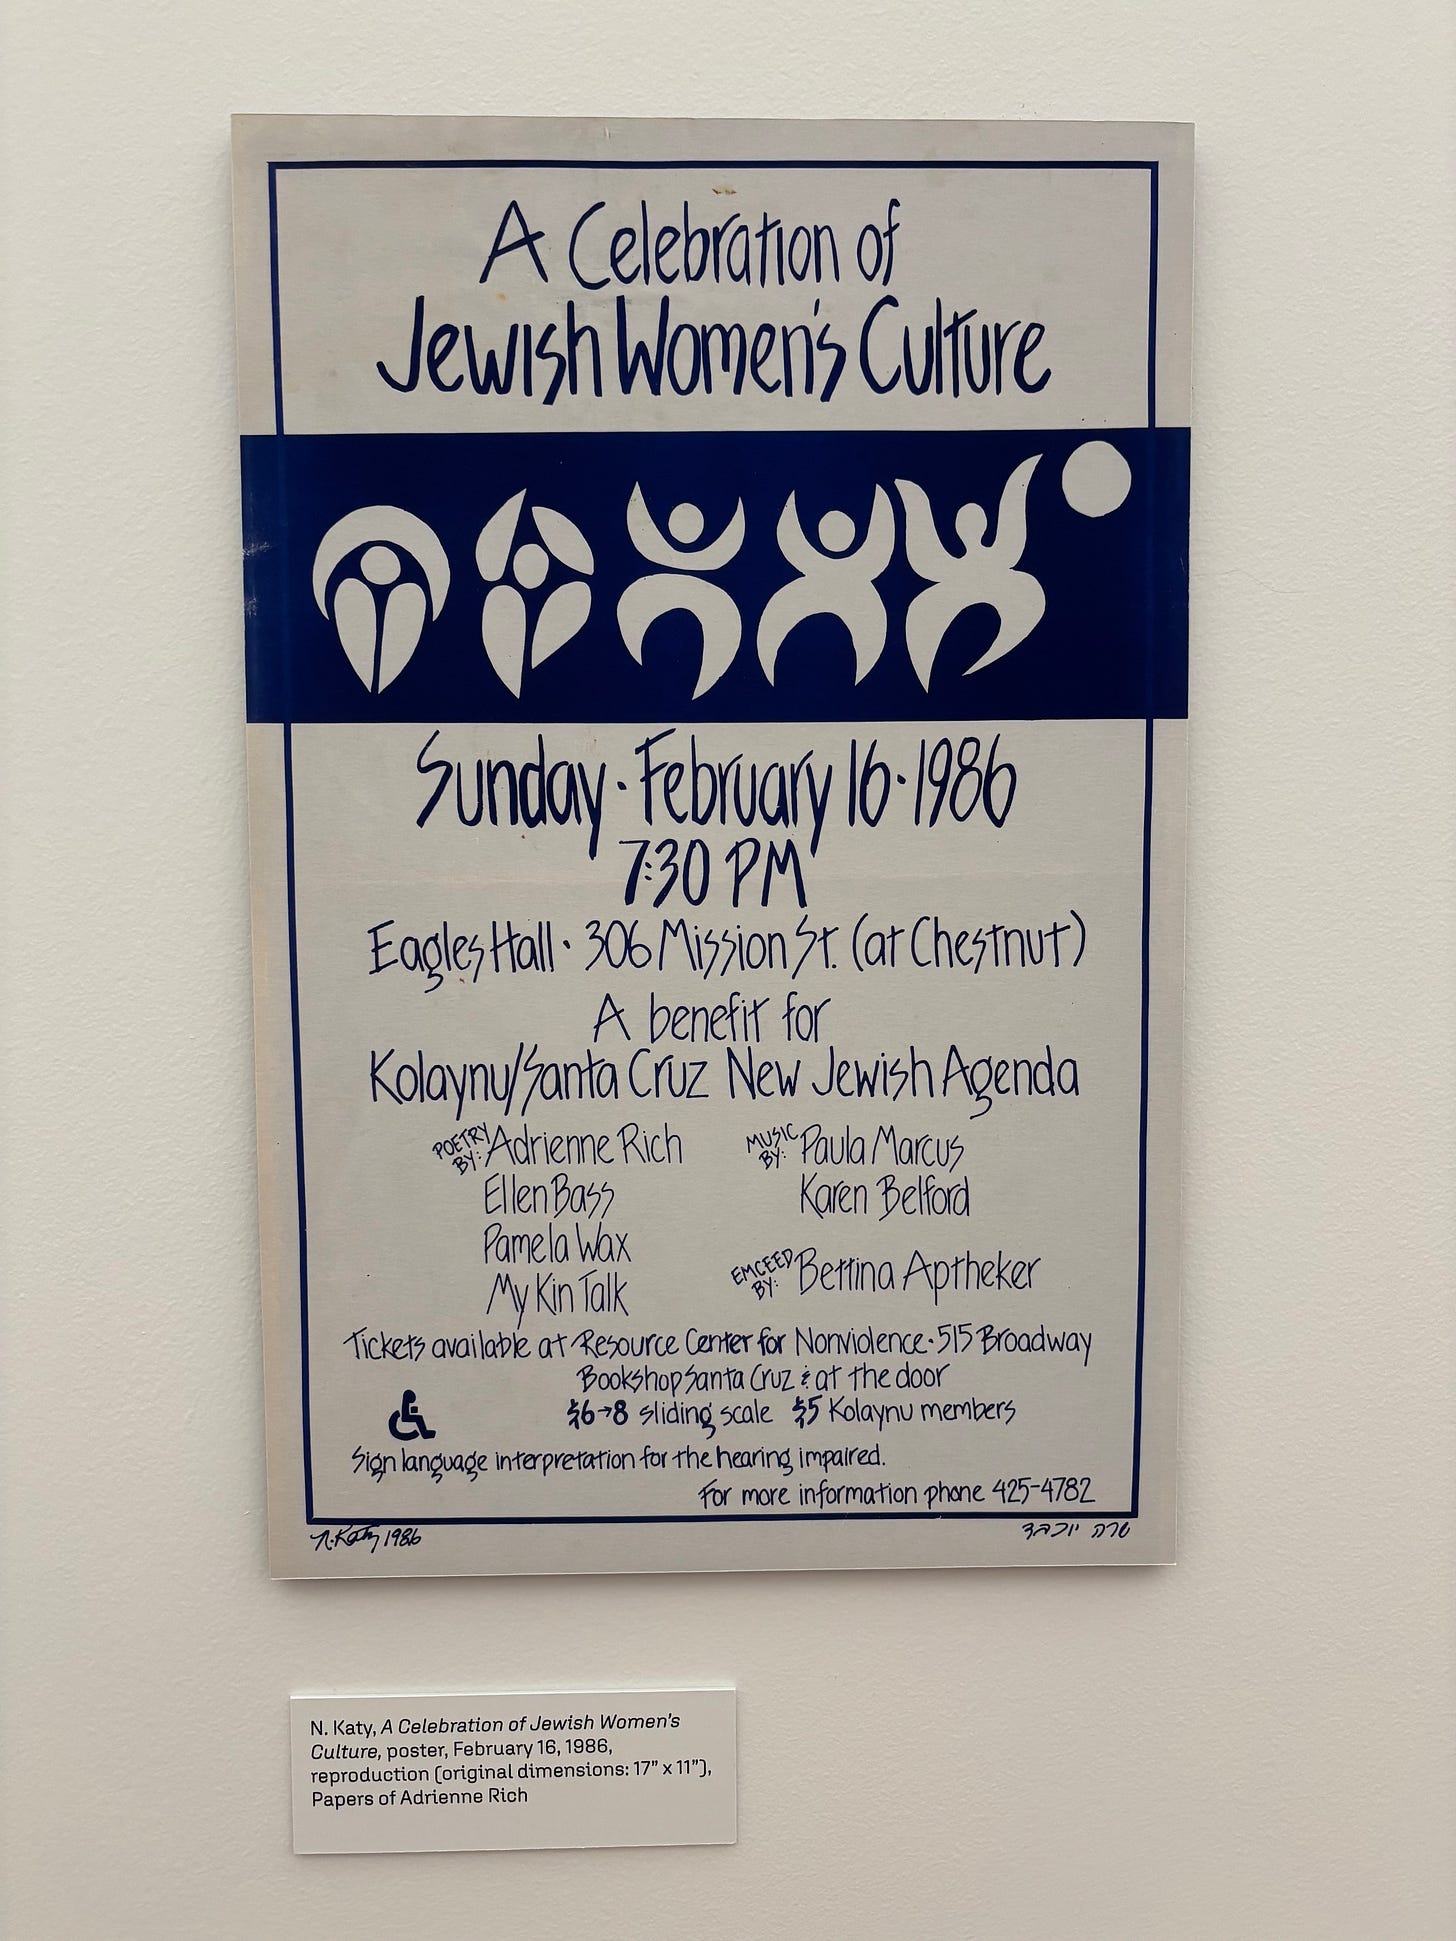 A Celebration of
Jewish Women's Culture
Sunday · February 16 · 1986
7:30 PM
Eagles Hall · 306 Mission St. (at Chestnut)
A benefit for
Kolaynu/Santa Cruz New Jewish Agenda
POETRY BY: Adrienne Rich
Ellen Bass
Pamela Wax
My Kin Talk
MUSIC BY: Paula Marcus
Karen Belford
EMCEED BY: Bettina Aptheker
Tickets available at Resource Center for Nonviolence · 515 Broadway
Bookshop Santa Cruz & at the door
$6→8 sliding scale $5 Kolaynu members
Sign language interpretation for the hearing impaired.
For more information phone 425-4782
N. Katy 1986
שרה יוכבד
N. Katy, A Celebration of Jewish Women's
Culture, poster, February 16, 1986,
reproduction (original dimensions: 17” x 11”),
Papers of Adrienne Rich